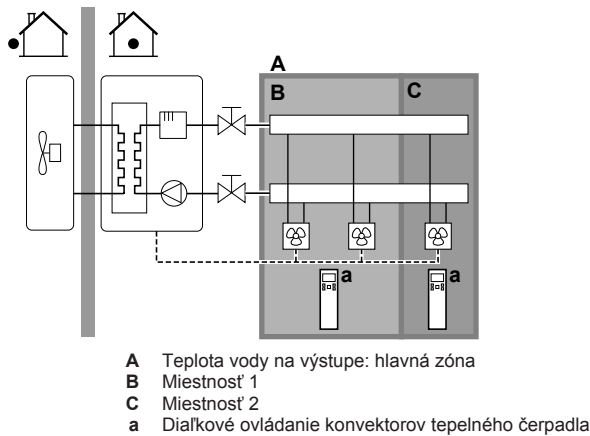 A
B
C
a
a
A Teplota vody na výstupe: hlavná zóna
B Miestnosť 1
C Miestnosť 2
a Diaľkové ovládanie konvektorov tepelného čerpadla